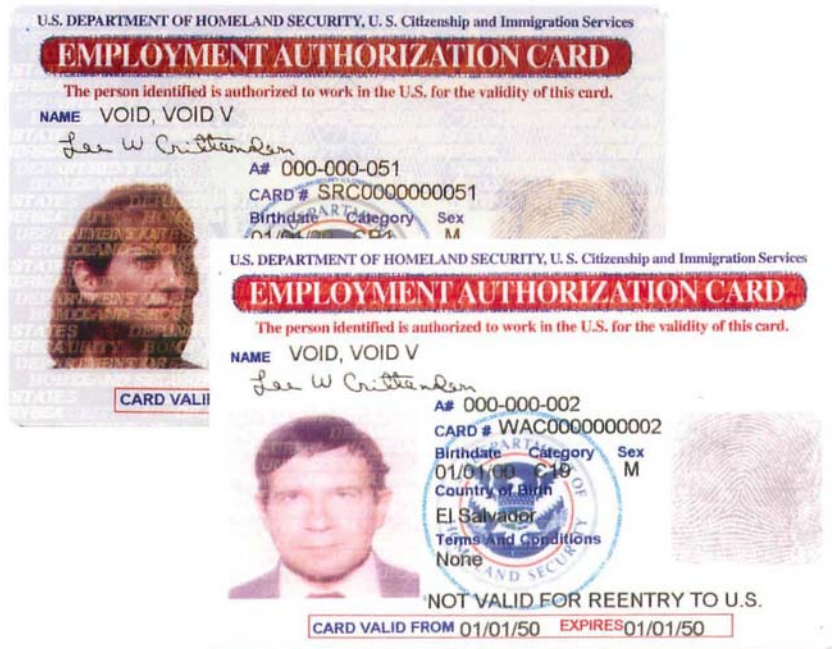 U.S. DEPARTMENT OF HOMELAND SECURITY, U. S. Citizenship and Immigration Services
EMPLOYMENT AUTHORIZATION CARD
The person identified is authorized to work in the U.S. for the validity of this card.
NAME VOID, VOID V
Lee W Crittenden
A# 000-000-051
CARD # SRC0000000051
Birthdate Category Sex
M
CARD VALI
U.S. DEPARTMENT OF HOMELAND SECURITY, U. S. Citizenship and Immigration Services
EMPLOYMENT AUTHORIZATION CARD
The person identified is authorized to work in the U.S. for the validity of this card.
NAME VOID, VOID V
Lee W Crittenden
A# 000-000-002
CARD # WAC0000000002
Birthdate Category Sex
01/01/00 C19 M
Country of Birth
El Salvador
Terms And Conditions
None
NOT VALID FOR REENTRY TO U.S.
CARD VALID FROM 01/01/50 EXPIRES 01/01/50